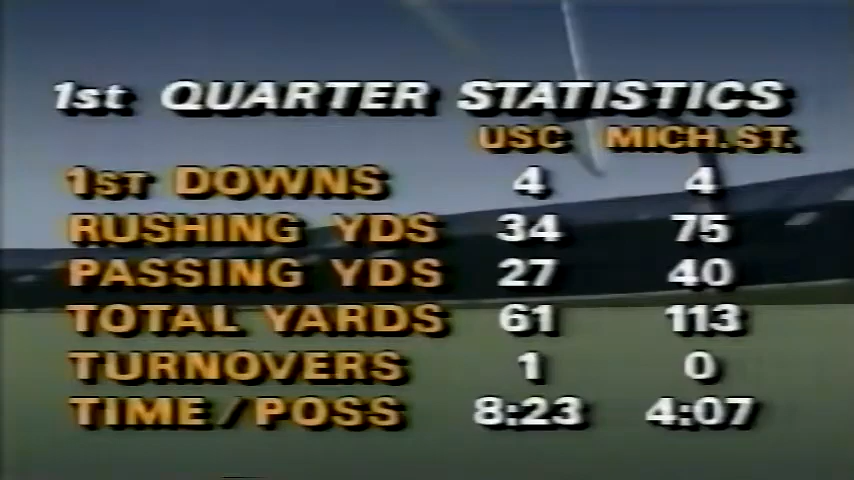 1st QUARTER STATISTICS
USC MICH. ST.
1ST DOWNS 4 4
RUSHING YDS 34 75
PASSING YDS 27 40
TOTAL YARDS 61 113
TURNOVERS 1 0
TIME/POSS 8:23 4:07